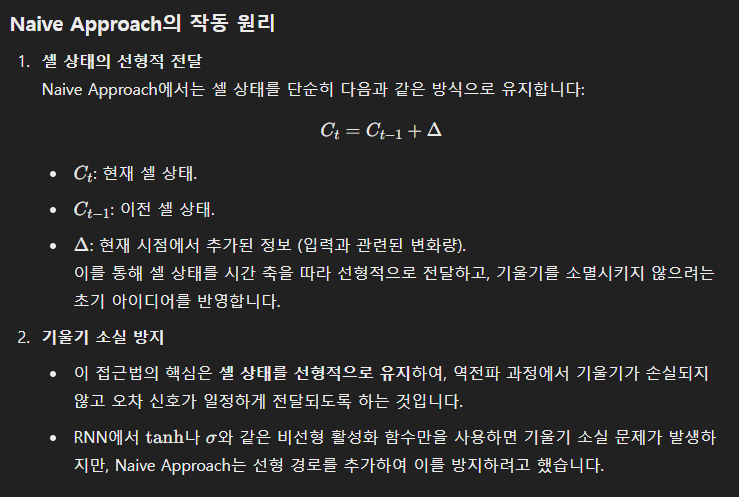 Naive Approach의 작동 원리
1. 셀 상태의 선형적 전달
Naive Approach에서는 셀 상태를 단순히 다음과 같은 방식으로 유지합니다:
C_t = C_{t−1} + Δ
• C_t: 현재 셀 상태.
• C_{t−1}: 이전 셀 상태.
• Δ: 현재 시점에서 추가된 정보 (입력과 관련된 변화량).
이를 통해 셀 상태를 시간 축을 따라 선형적으로 전달하고, 기울기를 소멸시키지 않으려는
초기 아이디어를 반영합니다.
2. 기울기 소실 방지
• 이 접근법의 핵심은 셀 상태를 선형적으로 유지하여, 역전파 과정에서 기울기가 손실되지
않고 오차 신호가 일정하게 전달되도록 하는 것입니다.
• RNN에서 tanh나 σ와 같은 비선형 활성화 함수만을 사용하면 기울기 소실 문제가 발생하
지만, Naive Approach는 선형 경로를 추가하여 이를 방지하려고 했습니다.